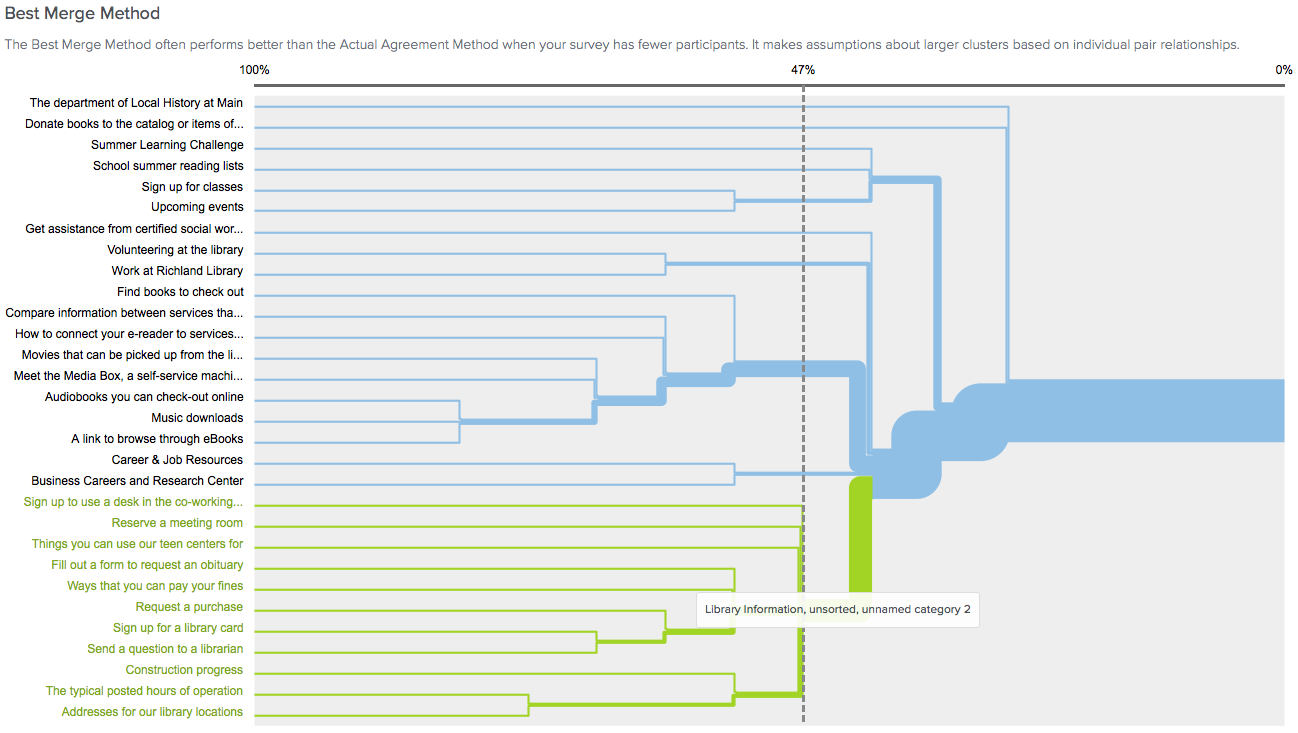 Best Merge Method
The Best Merge Method often performs better than the Actual Agreement Method when your survey has fewer participants. It makes assumptions about larger clusters based on individual pair relationships.
100% 47% 0%
The department of Local History at Main
Donate books to the catalog or items of...
Summer Learning Challenge
School summer reading lists
Sign up for classes
Upcoming events
Get assistance from certified social wor...
Volunteering at the library
Work at Richland Library
Find books to check out
Compare information between services tha...
How to connect your e-reader to services...
Movies that can be picked up from the li...
Meet the Media Box, a self-service machi...
Audiobooks you can check-out online
Music downloads
A link to browse through eBooks
Career & Job Resources
Business Careers and Research Center
Sign up to use a desk in the co-working...
Reserve a meeting room
Things you can use our teen centers for
Fill out a form to request an obituary
Ways that you can pay your fines
Request a purchase
Library Information, unsorted, unnamed category 2
Sign up for a library card
Send a question to a librarian
Construction progress
The typical posted hours of operation
Addresses for our library locations